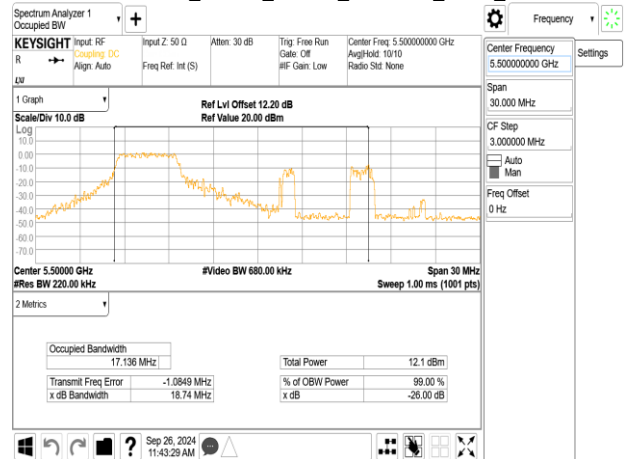 Spectrum Analyzer 1
Occupied BW
Frequency
KEYSIGHT
Input: RF
Coupling: DC
Align: Auto
Input Z: 50 Ω
Freq Ref: Int (S)
Atten: 30 dB
Trig: Free Run
Gate: Off
#IF Gain: Low
Center Freq: 5.500000000 GHz
Avg|Hold: 10/10
Radio Std: None
R
LXI
1 Graph
Scale/Div 10.0 dB
Ref Lvl Offset 12.20 dB
Ref Value 20.00 dBm
Log
10.0
0.00
-10.0
-20.0
-30.0
-40.0
-50.0
-60.0
-70.0
Center 5.50000 GHz
#Res BW 220.00 kHz
#Video BW 680.00 kHz
Span 30 MHz
Sweep 1.00 ms (1001 pts)
2 Metrics
Occupied Bandwidth
17.136 MHz
Transmit Freq Error -1.0849 MHz
x dB Bandwidth 18.74 MHz
Total Power 12.1 dBm
% of OBW Power 99.00 %
x dB -26.00 dB
Sep 26, 2024
11:43:29 AM
Center Frequency
5.500000000 GHz
Settings
Span
30.000 MHz
CF Step
3.000000 MHz
Auto
Man
Freq Offset
0 Hz